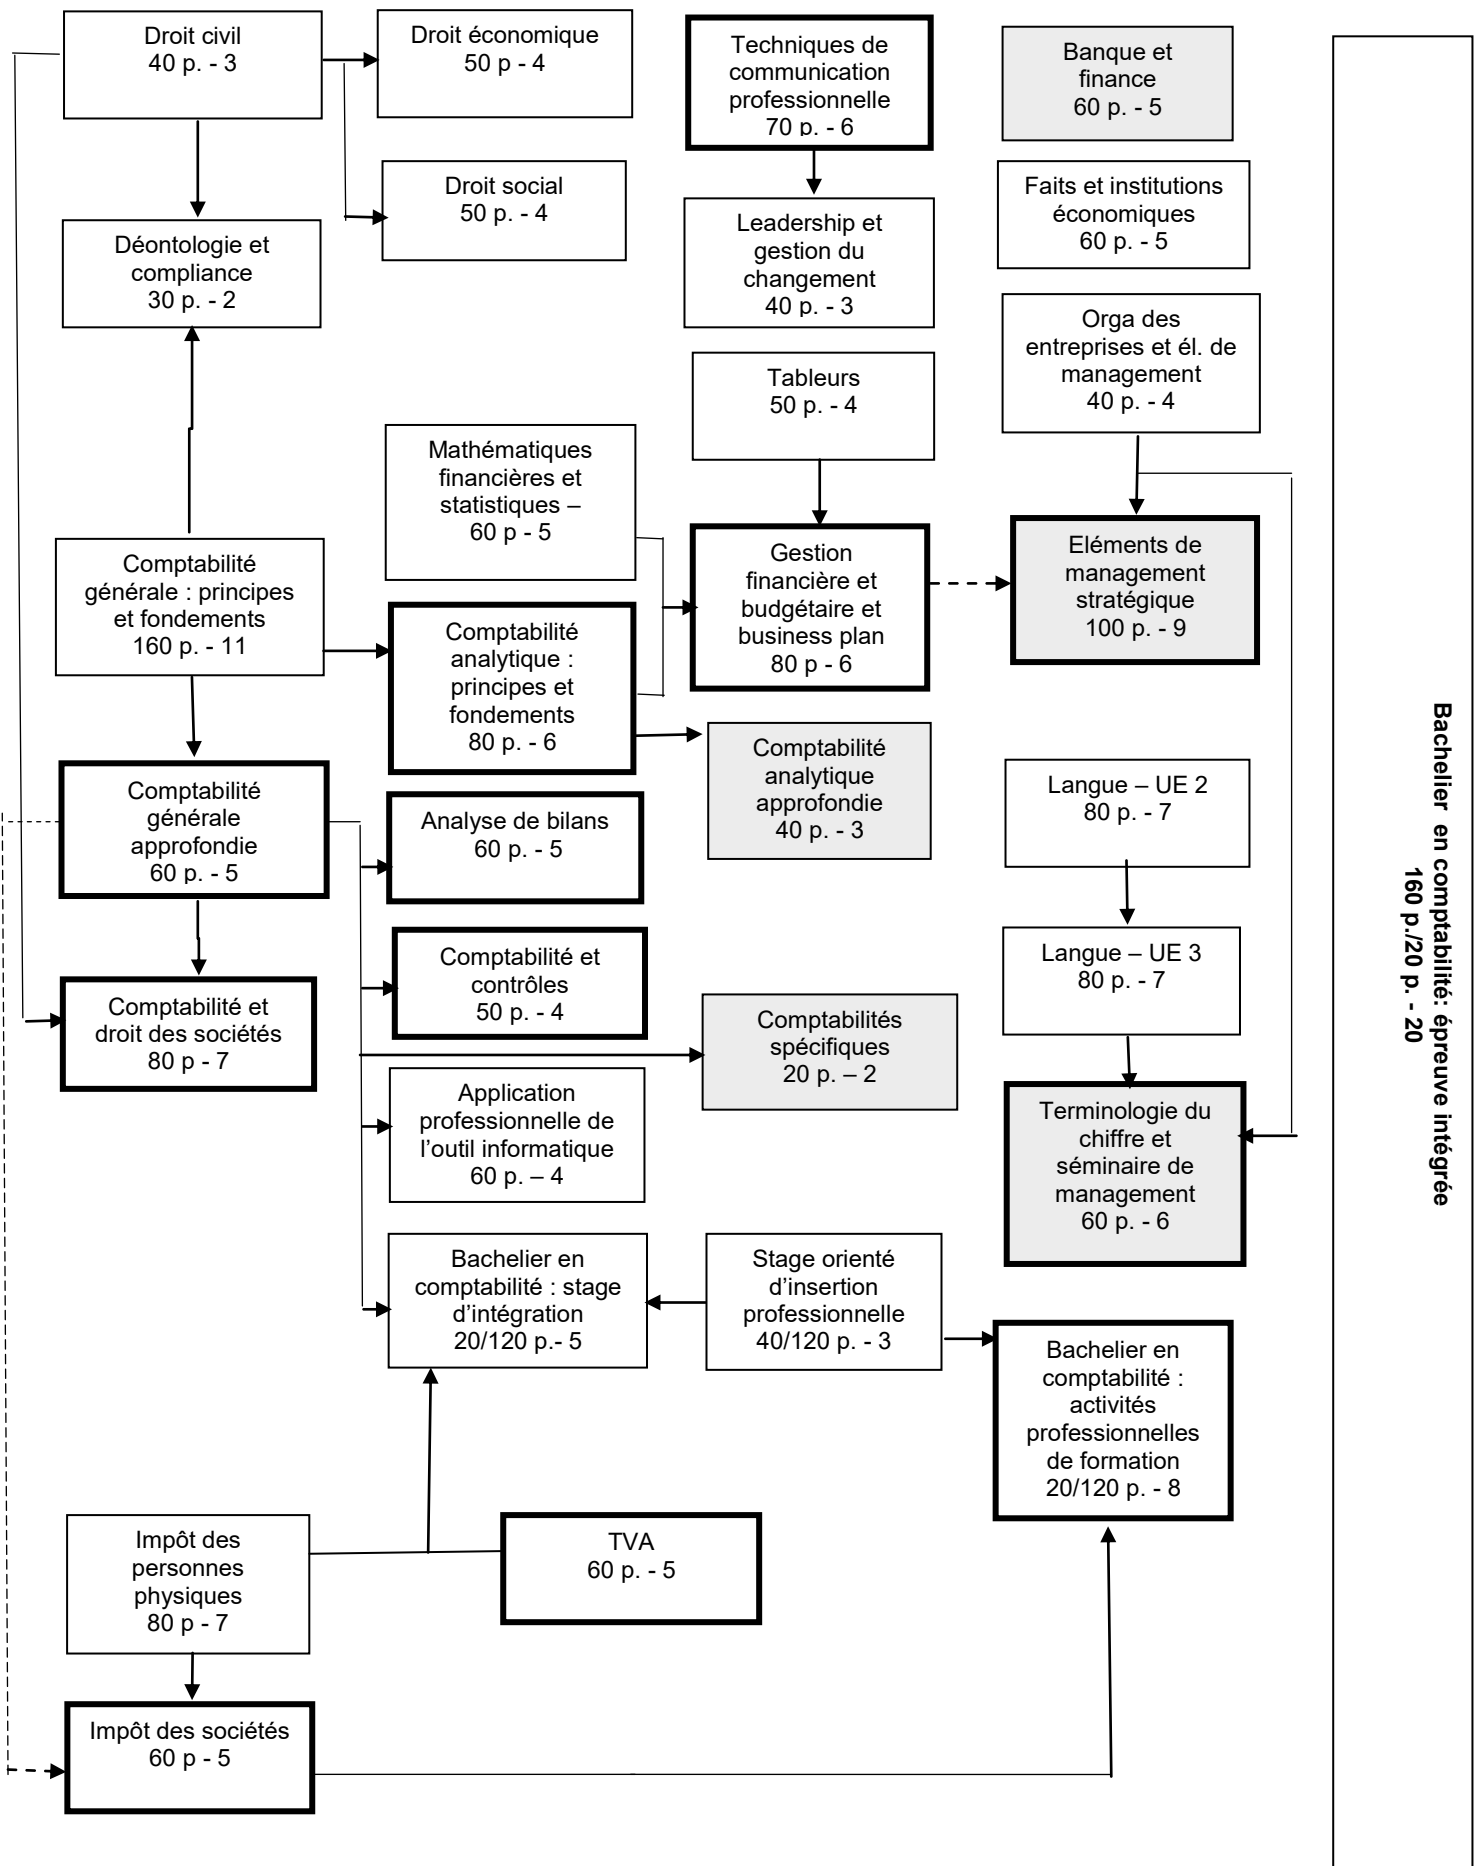 Droit civil
40 p. - 3
Droit économique
50 p - 4
Techniques de
communication
professionnelle
70 p. - 6
Banque et
finance
60 p. - 5
Droit social
50 p. - 4
Faits et institutions
économiques
60 p. - 5
Déontologie et
compliance
30 p. - 2
Leadership et
gestion du
changement
40 p. - 3
Orga des
entreprises et él. de
management
40 p. - 4
Tableurs
50 p. - 4
Mathématiques
financières et
statistiques –
60 p - 5
Comptabilité
générale : principes
et fondements
160 p. - 11
Gestion
financière et
budgétaire et
business plan
80 p - 6
Eléments de
management
stratégique
100 p. - 9
Comptabilité
analytique :
principes et
fondements
80 p. - 6
Comptabilité
analytique
approfondie
40 p. - 3
Comptabilité
générale
approfondie
60 p. - 5
Analyse de bilans
60 p. - 5
Langue – UE 2
80 p. - 7
Comptabilité et
contrôles
50 p. - 4
Langue – UE 3
80 p. - 7
Comptabilité et
droit des sociétés
80 p - 7
Comptabilités
spécifiques
20 p. – 2
Application
professionnelle de
l’outil informatique
60 p. – 4
Terminologie du
chiffre et
séminaire de
management
60 p. - 6
Bachelier en
comptabilité : stage
d’intégration
20/120 p.- 5
Stage orienté
d’insertion
professionnelle
40/120 p. - 3
Bachelier en
comptabilité :
activités
professionnelles
de formation
20/120 p. - 8
Impôt des
personnes
physiques
80 p - 7
TVA
60 p. - 5
Impôt des sociétés
60 p - 5
Bachelier en comptabilité: épreuve intégrée
160 p./20 p. - 20